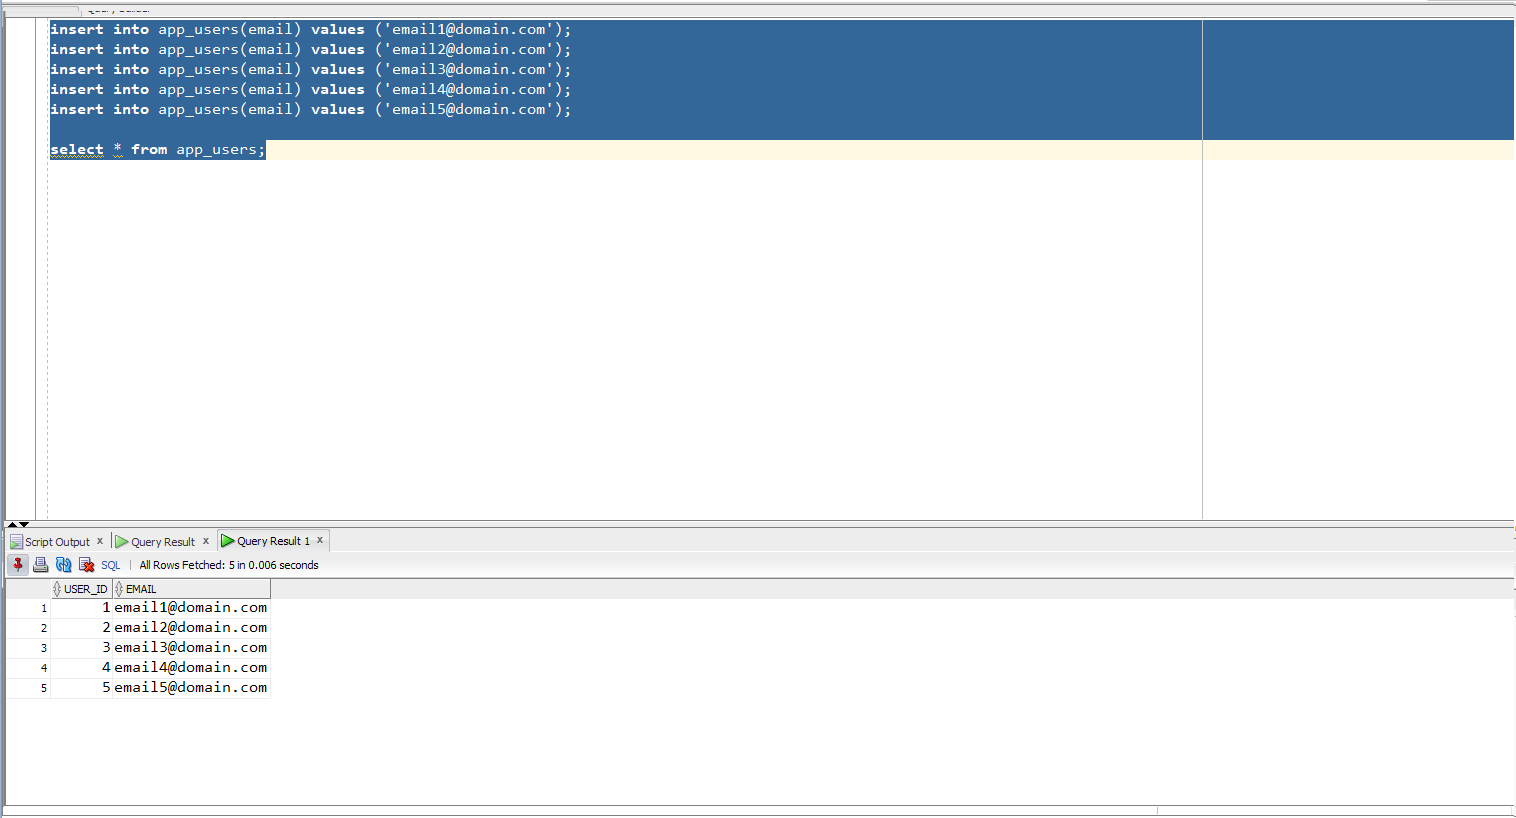 Query Builder
insert into app_users(email) values ('email1@domain.com');
insert into app_users(email) values ('email2@domain.com');
insert into app_users(email) values ('email3@domain.com');
insert into app_users(email) values ('email4@domain.com');
insert into app_users(email) values ('email5@domain.com');
select * from app_users;
Script Output x Query Result x Query Result 1 x
SQL | All Rows Fetched: 5 in 0.006 seconds
USER_ID EMAIL
1 1 email1@domain.com
2 2 email2@domain.com
3 3 email3@domain.com
4 4 email4@domain.com
5 5 email5@domain.com